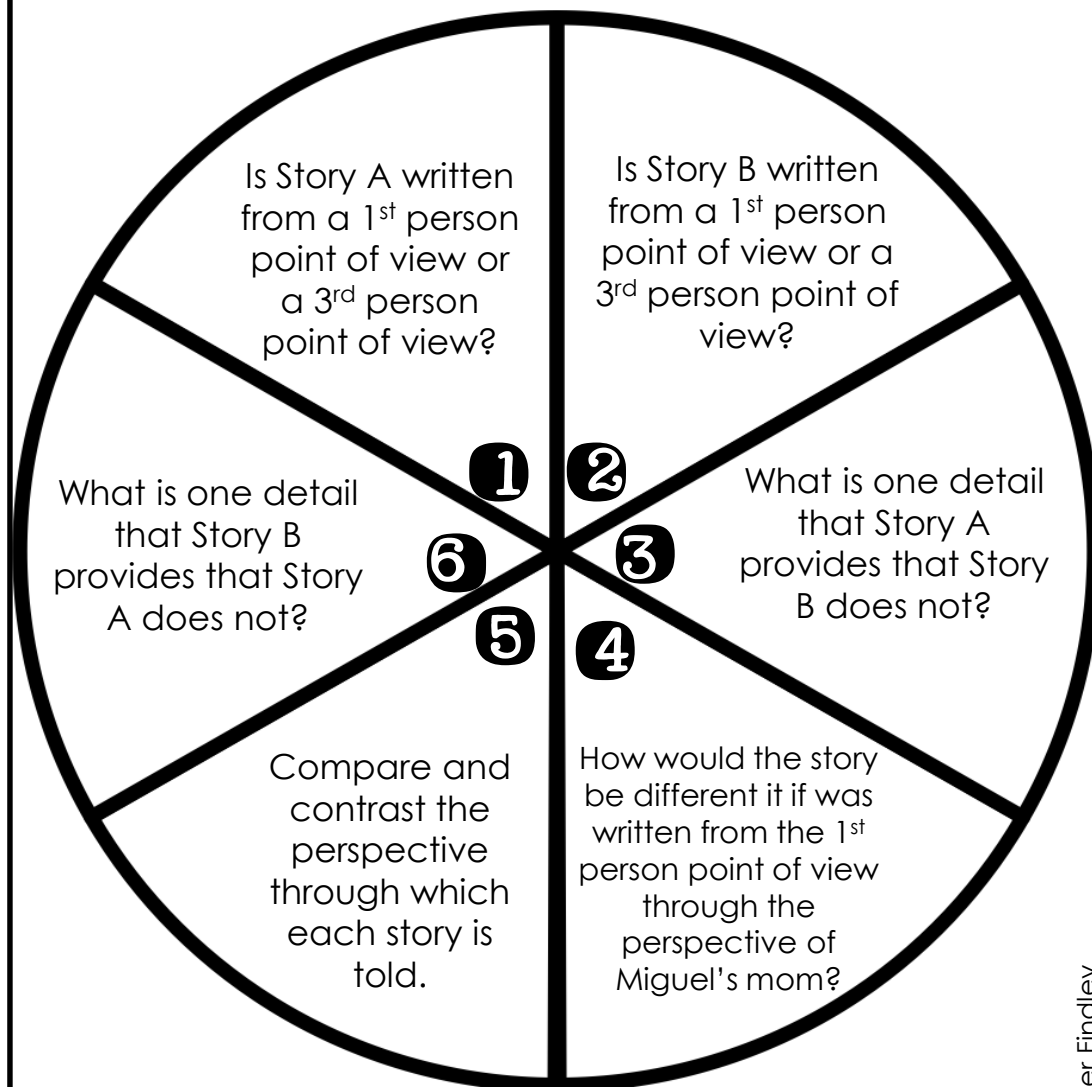 Is Story A written
from a 1st person
point of view or
a 3rd person
point of view?
1
Is Story B written
from a 1st person
point of view or a
3rd person point of
view?
2
What is one detail
that Story A
provides that Story
B does not?
3
How would the story
be different it if was
written from the 1st
person point of view
through the
perspective of
Miguel's mom?
4
Compare and
contrast the
perspective
through which
each story is
told.
5
What is one detail
that Story B
provides that Story
A does not?
6
er Findley